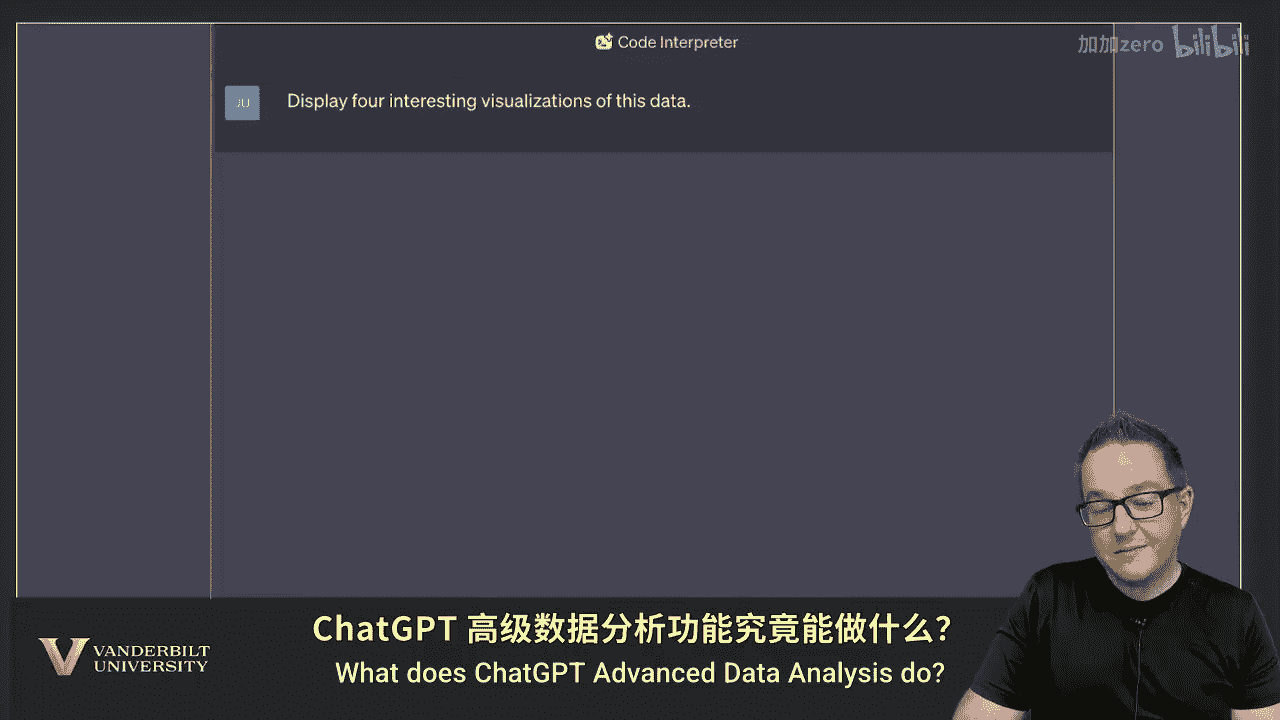 Code Interpreter
加加zero bilibili
JU
Display four interesting visualizations of this data.
ChatGPT 高级数据分析功能究竟能做什么?
What does ChatGPT Advanced Data Analysis do?
VANDERBILT
UNIVERSITY